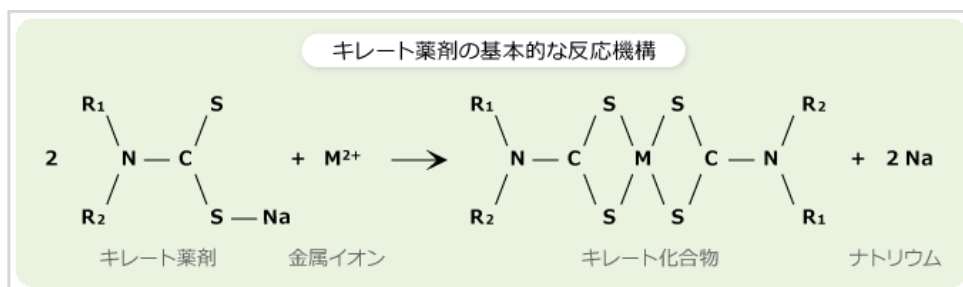 キレート薬剤の基本的な反応機構
R1 S S S R1 R2
2 N — C + M²⁺ → N — C M C — N + 2 Na
R2 S — Na R2 S S R1
キレート薬剤 金属イオン キレート化合物 ナトリウム